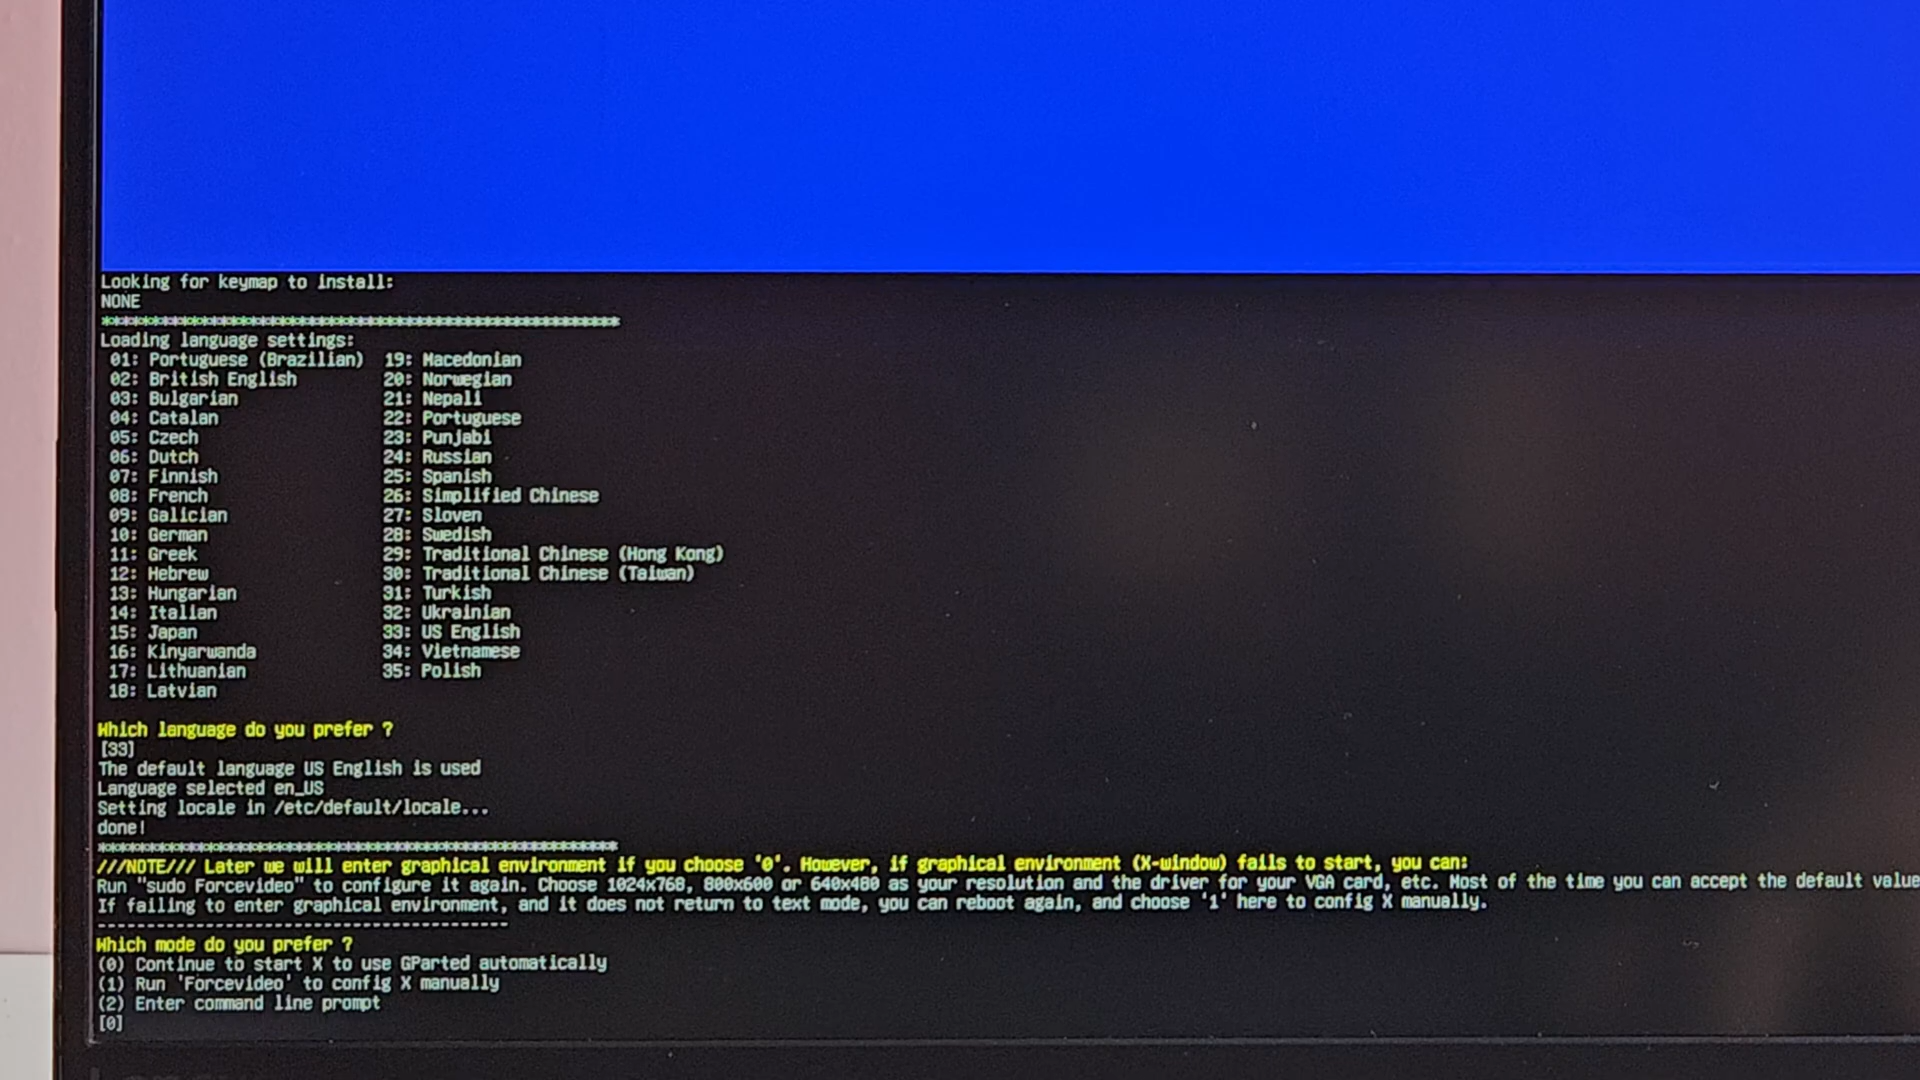 Looking for keymap to install:
NONE
Loading language settings:
01: Portuguese (Brazilian) 19: Macedonian
02: British English 20: Norwegian
03: Bulgarian 21: Nepali
04: Catalan 22: Portuguese
05: Czech 23: Punjabi
06: Dutch 24: Russian
07: Finnish 25: Spanish
08: French 26: Simplified Chinese
09: Galician 27: Sloven
10: German 28: Swedish
11: Greek 29: Traditional Chinese (Hong Kong)
12: Hebrew 30: Traditional Chinese (Taiwan)
13: Hungarian 31: Turkish
14: Italian 32: Ukrainian
15: Japan 33: US English
16: Kinyarwanda 34: Vietnamese
17: Lithuanian 35: Polish
18: Latvian
Which language do you prefer ?
[33]
The default language US English is used
Language selected en_US
Setting locale in /etc/default/locale...
done!
///NOTE/// Later we will enter graphical environment if you choose '0'. However, if graphical environment (X-window) fails to start, you can:
Run "sudo Forcevideo" to configure it again. Choose 1024x768, 800x600 or 640x480 as your resolution and the driver for your VGA card, etc. Most of the time you can accept the default value
If failing to enter graphical environment, and it does not return to text mode, you can reboot again, and choose '1' here to config X manually.
----------------------------------------
Which mode do you prefer ?
(0) Continue to start X to use GParted automatically
(1) Run 'Forcevideo' to config X manually
(2) Enter command line prompt
[0]